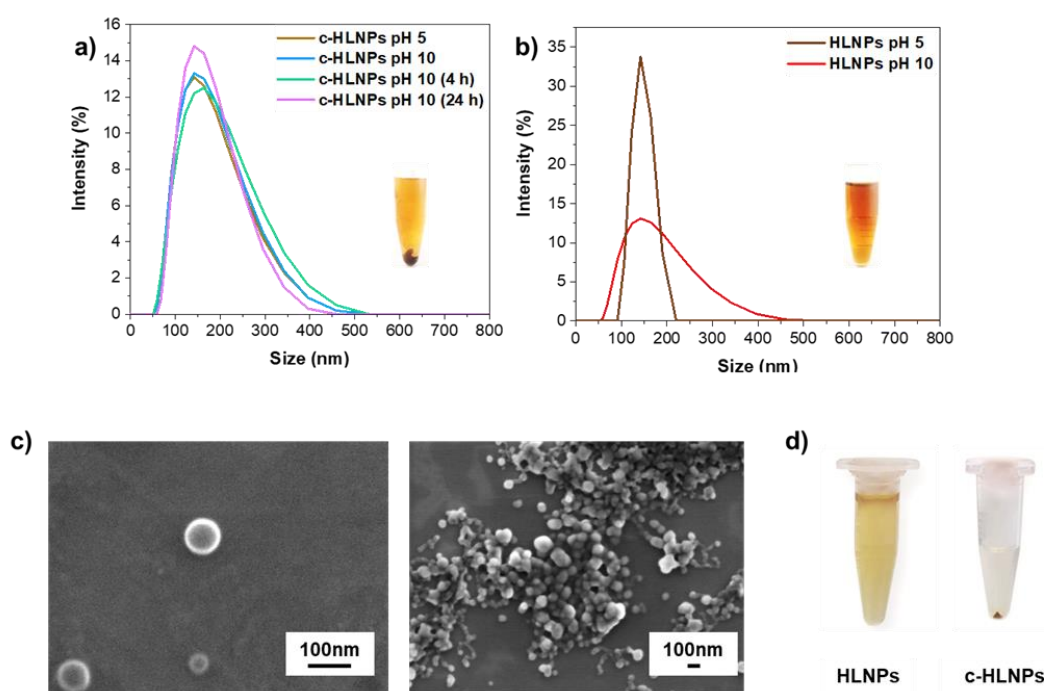 a)
c-HLNPs pH 5
c-HLNPs pH 10
c-HLNPs pH 10 (4 h)
c-HLNPs pH 10 (24 h)
Intensity (%)
16
14
12
10
8
6
4
2
0
0 100 200 300 400 500 600 700 800
Size (nm)
b)
HLNPs pH 5
HLNPs pH 10
Intensity (%)
35
30
25
20
15
10
5
0
0 100 200 300 400 500 600 700 800
Size (nm)
c)
100nm
100nm
d)
HLNPs
c-HLNPs